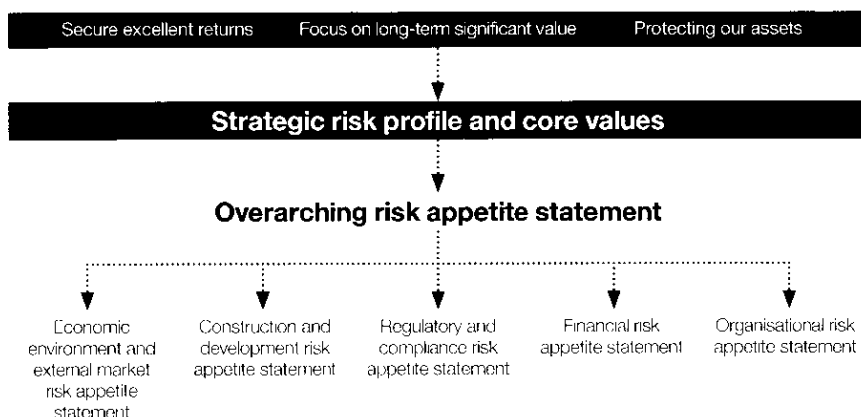 Secure excellent returns Focus on long-term significant value Protecting our assets
Strategic risk profile and core values
Overarching risk appetite statement
Economic
environment and
external market
risk appetite
statement
Construction and
development risk
appetite statement
Regulatory and
compliance risk
appetite statement
Financial risk
appetite statement
Organisational risk
appetite statement